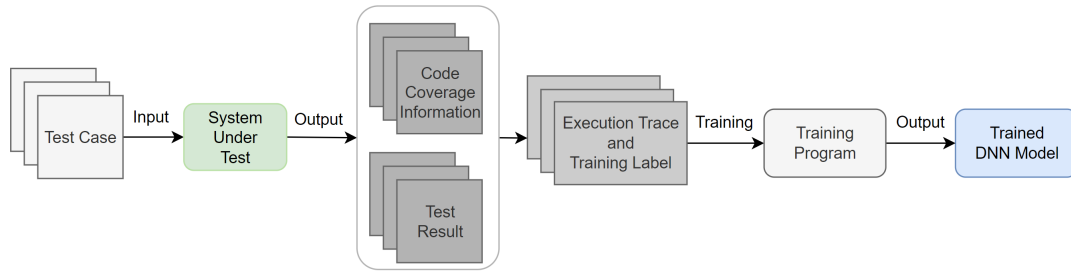 Test Case
Input
System
Under
Test
Output
Code
Coverage
Information
Test
Result
Execution Trace
and
Training Label
Training
Training
Program
Output
Trained
DNN Model